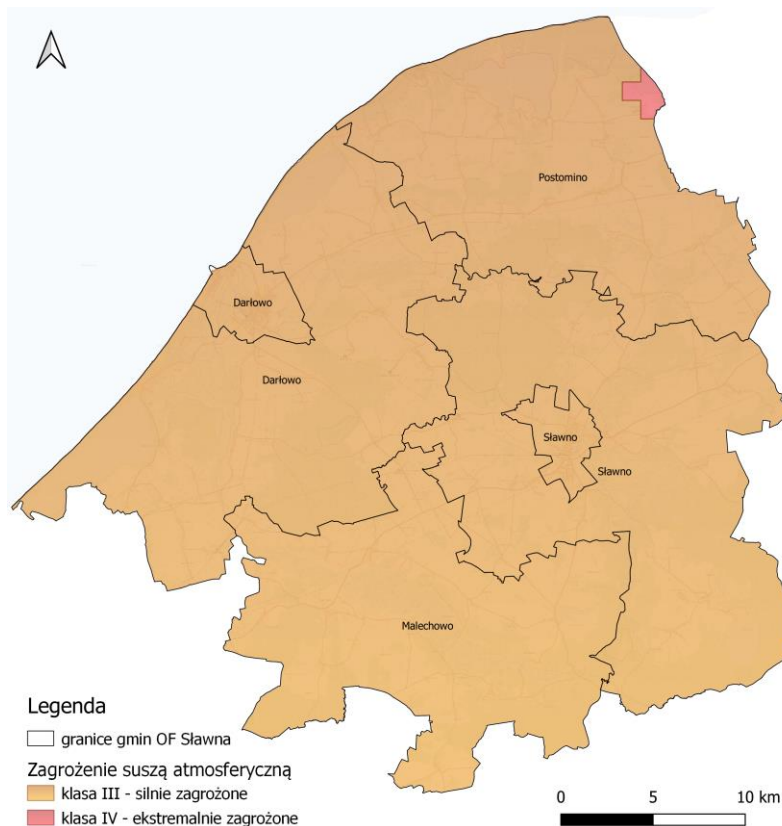 Postomino
Darłowo
Darłowo
Sławno
Sławno
Malechowo
Legenda
granice gmin OF Sławna
Zagrożenie suszą atmosferyczną
klasa III - silnie zagrożone
klasa IV - ekstremalnie zagrożone
0 5 10 km